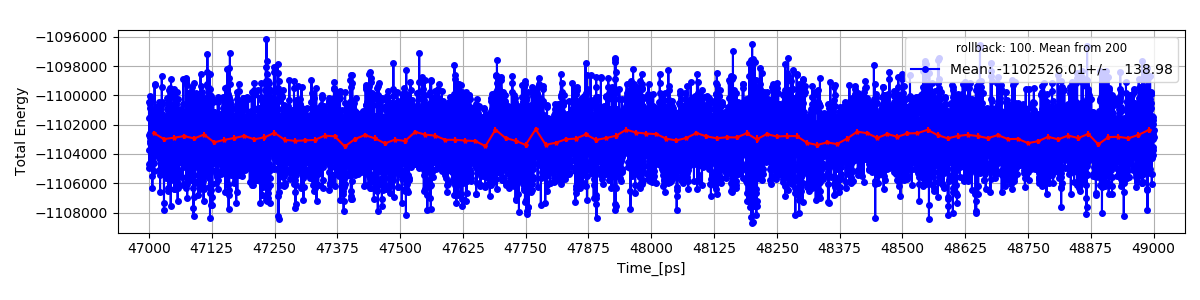 −1096000
−1098000
−1100000
−1102000
−1104000
−1106000
−1108000
Total Energy
rollback: 100. Mean from 200
Mean: -1102526.01+/- 138.98
47000 47125 47250 47375 47500 47625 47750 47875 48000 48125 48250 48375 48500 48625 48750 48875 49000
Time_[ps]